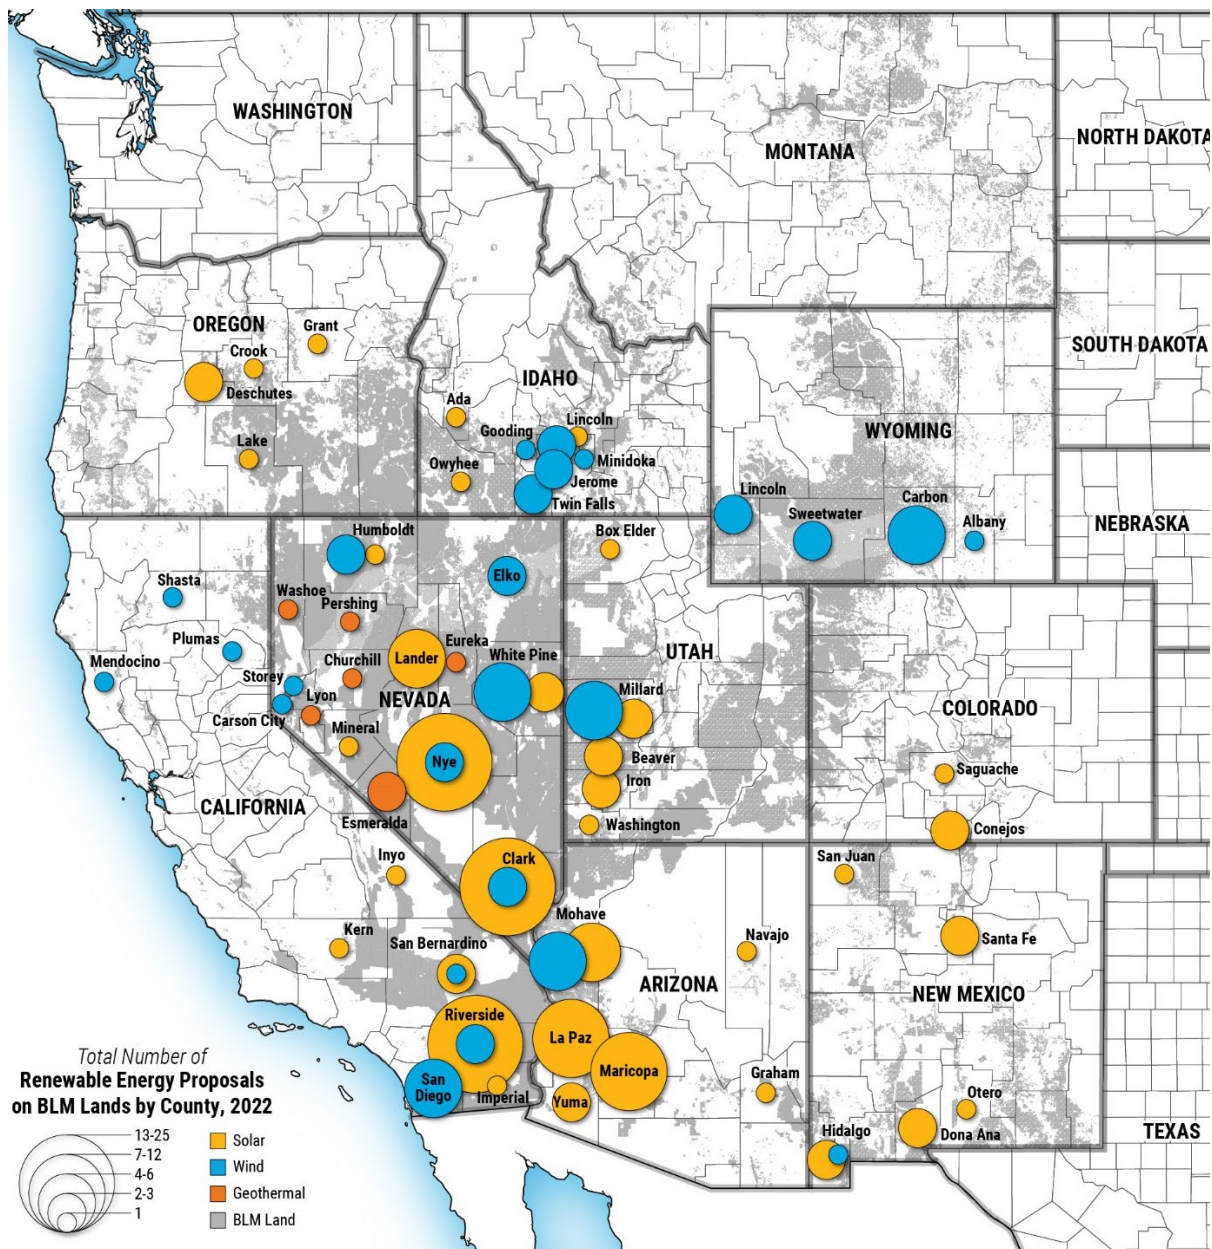 WASHINGTON
MONTANA
NORTH DAKOTA
OREGON
Grant
Crook
Deschutes
Lake
IDAHO
Ada
Lincoln
Gooding
Minidoka
Owyhee
Jerome
Twin Falls
WYOMING
Lincoln
Sweetwater
Carbon
Albany
SOUTH DAKOTA
NEBRASKA
Humboldt
Elko
Box Elder
Shasta
Washoe
Pershing
Plumas
Mendocino
Storey
Churchill
Lander
Eureka
White Pine
UTAH
Millard
Lyon
NEVADA
Carson City
Mineral
COLORADO
Beaver
Nye
Saguache
Iron
CALIFORNIA
Esmeralda
Washington
Conejos
Inyo
Clark
San Juan
Mohave
Kern
San Bernardino
Navajo
Santa Fe
ARIZONA
NEW MEXICO
Riverside
La Paz
Maricopa
San
Diego
Imperial
Yuma
Graham
Otero
Hidalgo
Dona Ana
TEXAS
Total Number of
Renewable Energy Proposals
on BLM Lands by County, 2022
13-25
7-12
4-6
2-3
1
Solar
Wind
Geothermal
BLM Land